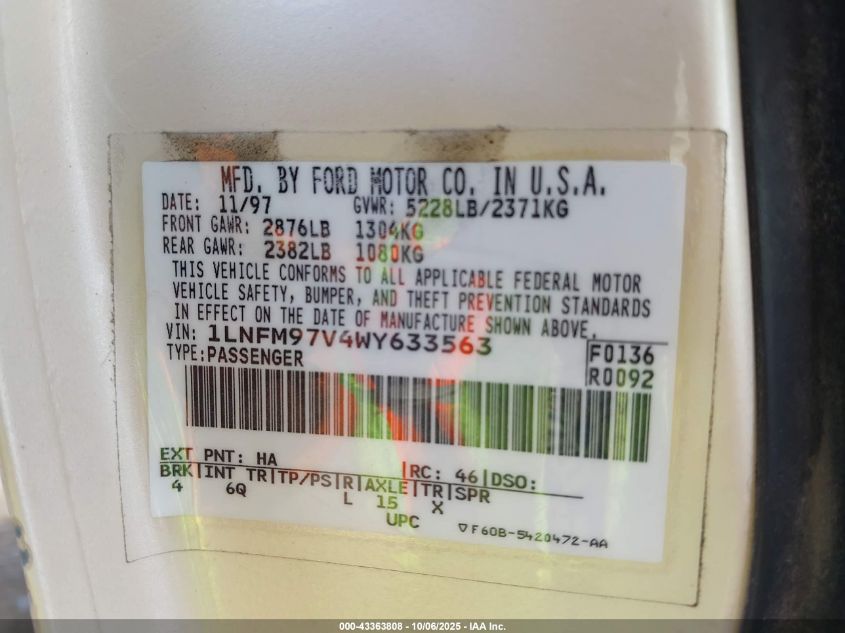 MFD. BY FORD MOTOR CO. IN U.S.A.
DATE: 11/97 GVWR: 5228LB/2371KG
FRONT GAWR: 2876LB 1304KG
REAR GAWR: 2382LB 1080KG
THIS VEHICLE CONFORMS TO ALL APPLICABLE FEDERAL MOTOR
VEHICLE SAFETY, BUMPER, AND THEFT PREVENTION STANDARDS
IN EFFECT ON THE DATE OF MANUFACTURE SHOWN ABOVE.
VIN: 1LNFM97V4WY633563
TYPE: PASSENGER F0136
R0092
EXT PNT: HA RC: 46 DSO:
BRK INT TR TP/PS R AXLE TR SPR
4 6Q L 15 X
UPC ▽F60B-5420472-AA
000-43363808 - 10/06/2025 - IAA Inc.